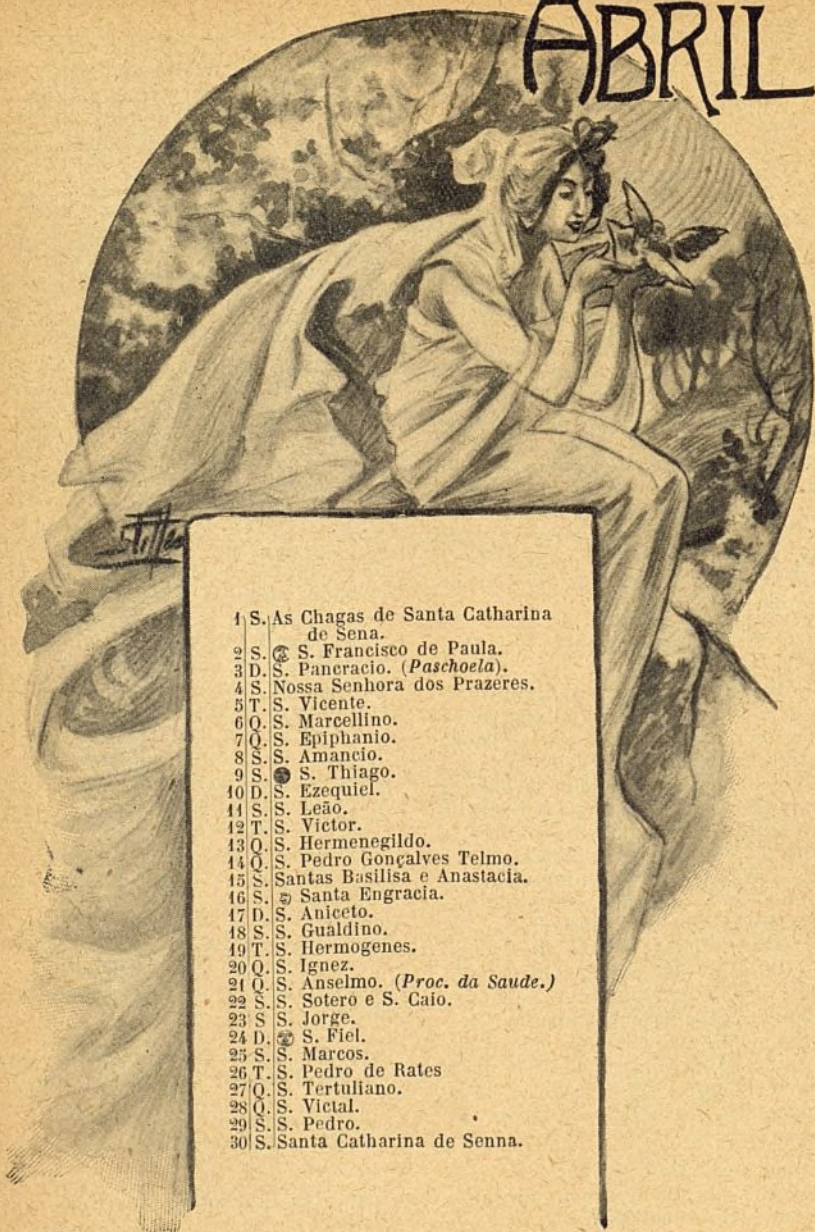 ABRIL
1 S. As Chagas de Santa Catharina
de Sena.
2 S. S. Francisco de Paula.
3 D. S. Pancracio. (Paschoela).
4 S. Nossa Senhora dos Prazeres.
5 T. S. Vicente.
6 Q. S. Marcellino.
7 Q. S. Epiphanio.
8 S. S. Amancio.
9 S. S. Thiago.
10 D. S. Ezequiel.
11 S. S. Leão.
12 T. S. Victor.
13 Q. S. Hermenegildo.
14 Q. S. Pedro Gonçalves Telmo.
15 S. Santas Basilisa e Anastacia.
16 S. Santa Engracia.
17 D. S. Aniceto.
18 S. S. Gualdino.
19 T. S. Hermogenes.
20 Q. S. Ignez.
21 Q. S. Anselmo. (Proc. da Saude.)
22 S. S. Sotero e S. Caio.
23 S S. Jorge.
24 D. S. Fiel.
25 S. S. Marcos.
26 T. S. Pedro de Rates
27 Q. S. Tertuliano.
28 Q. S. Victal.
29 S. S. Pedro.
30 S. Santa Catharina de Senna.